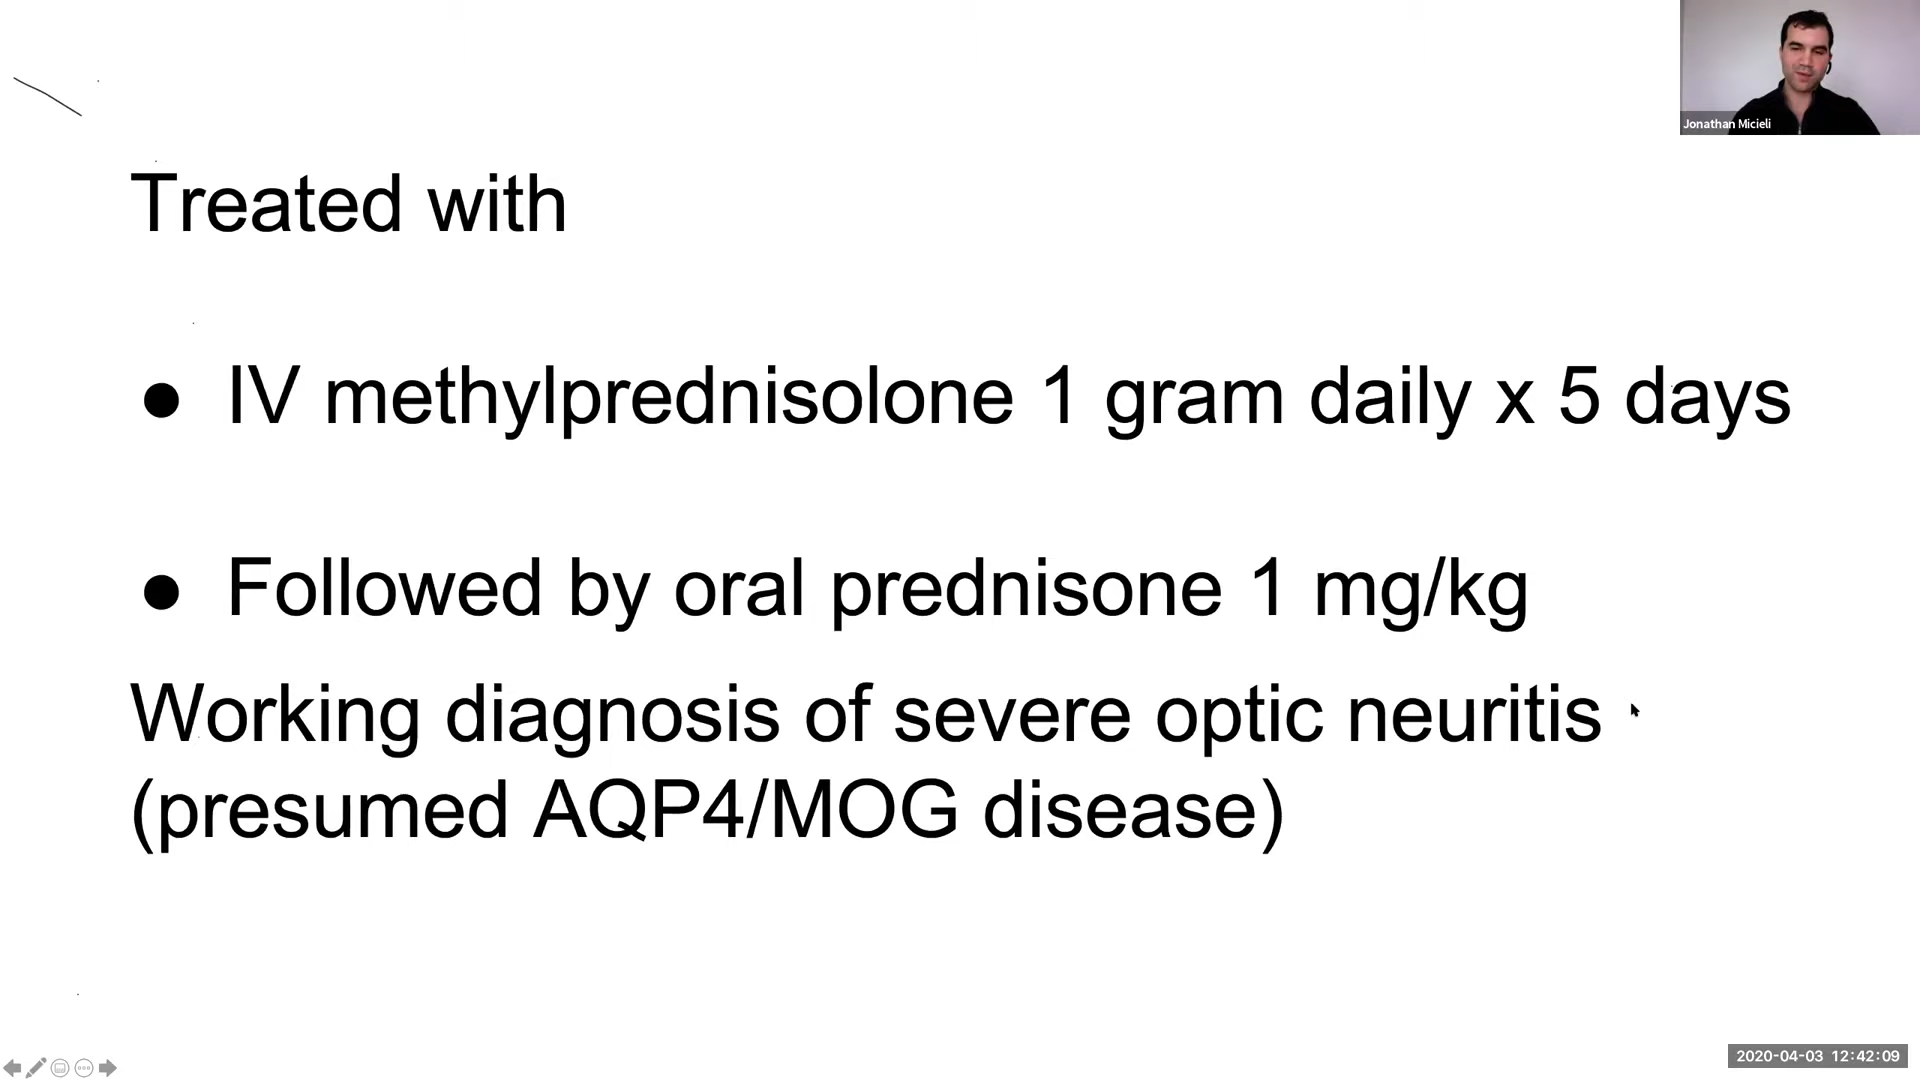 Jonathan Micieli
Treated with
● IV methylprednisolone 1 gram daily x 5 days
● Followed by oral prednisone 1 mg/kg
Working diagnosis of severe optic neuritis
(presumed AQP4/MOG disease)
2020-04-03 12:42:09